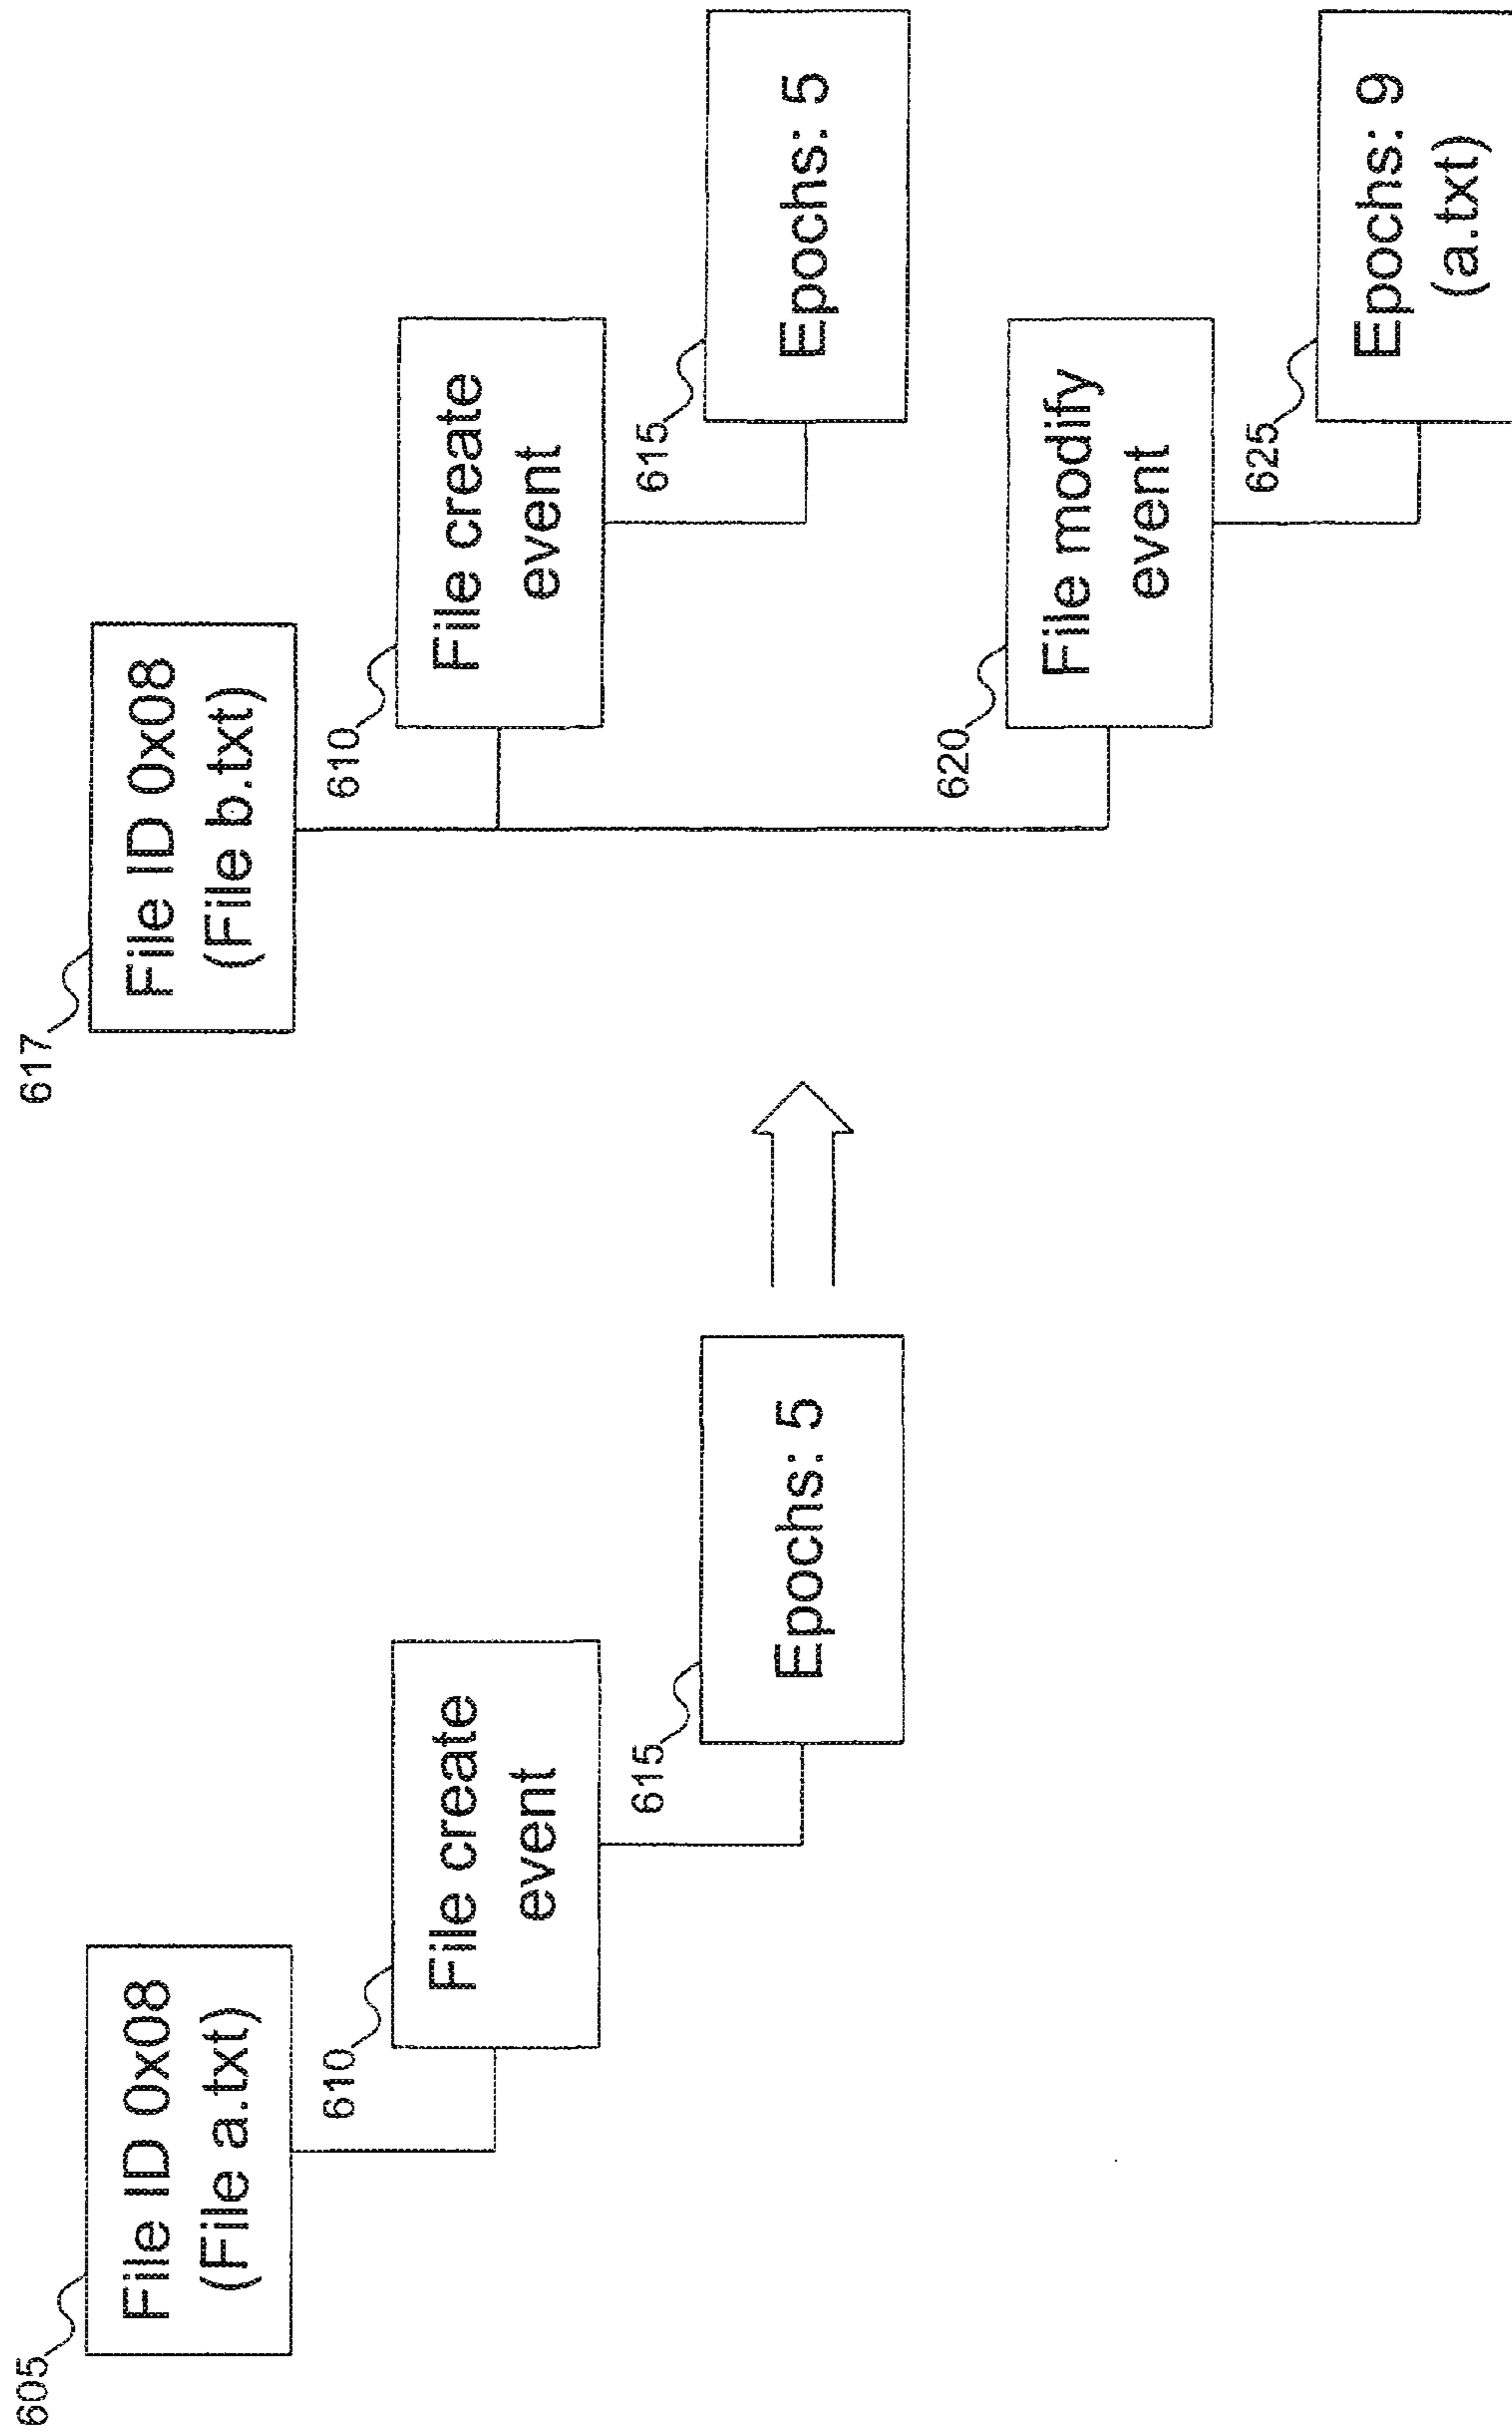 605
File ID 0x08
(File a.txt)
610
File create
event
615
Epochs: 5
617
File ID 0x08
(File b.txt)
610
File create
event
615
Epochs: 5
620
File modify
event
625
Epochs: 9
(a.txt)